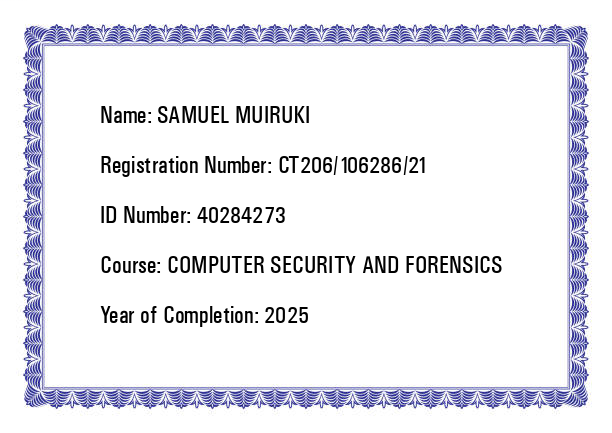 Name: SAMUEL MUIRUKI
Registration Number: CT206/106286/21
ID Number: 40284273
Course: COMPUTER SECURITY AND FORENSICS
Year of Completion: 2025